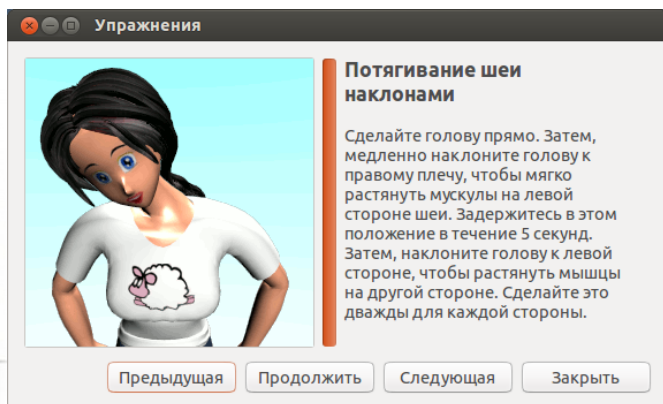 Упражнения
Потягивание шеи
наклонами
Сделайте голову прямо. Затем,
медленно наклоните голову к
правому плечу, чтобы мягко
растянуть мускулы на левой
стороне шеи. Задержитесь в этом
положение в течение 5 секунд.
Затем, наклоните голову к левой
стороне, чтобы растянуть мышцы
на другой стороне. Сделайте это
дважды для каждой стороны.
Предыдущая
Продолжить
Следующая
Закрыть